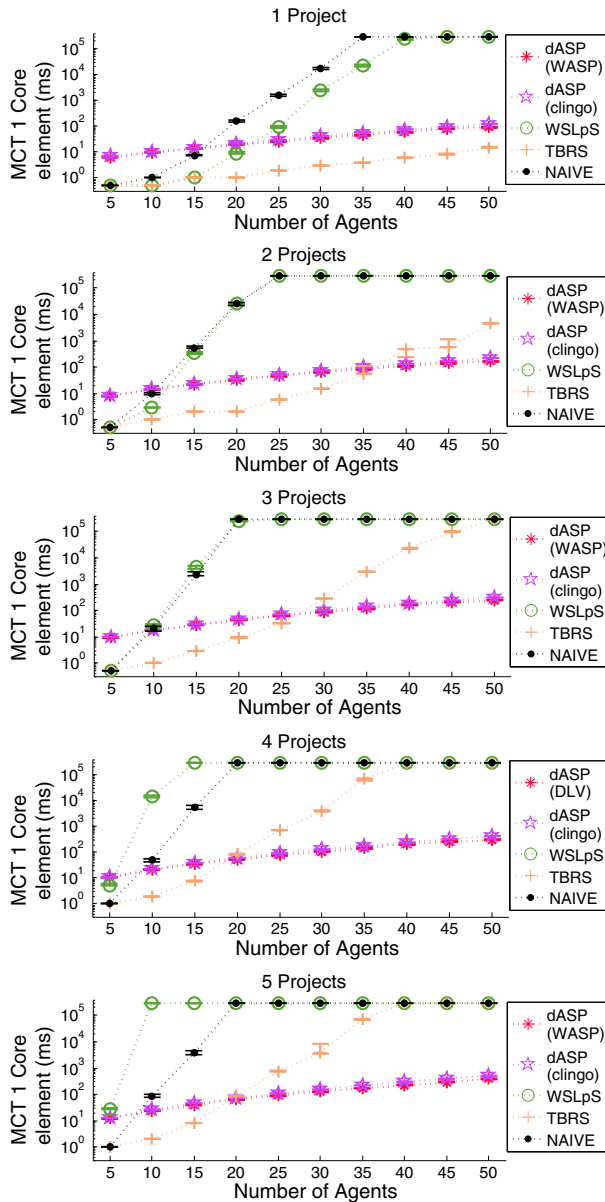 1 Project
MCT 1 Core
element (ms)
10^5
10^4
10^3
10^2
10^1
10^0
5 10 15 20 25 30 35 40 45 50
Number of Agents
dASP
(WASP)
dASP
(clingo)
WSLpS
TBRS
NAIVE
2 Projects
MCT 1 Core
element (ms)
10^5
10^4
10^3
10^2
10^1
10^0
5 10 15 20 25 30 35 40 45 50
Number of Agents
dASP
(WASP)
dASP
(clingo)
WSLpS
TBRS
NAIVE
3 Projects
MCT 1 Core
element (ms)
10^5
10^4
10^3
10^2
10^1
10^0
5 10 15 20 25 30 35 40 45 50
Number of Agents
dASP
(WASP)
dASP
(clingo)
WSLpS
TBRS
NAIVE
4 Projects
MCT 1 Core
element (ms)
10^5
10^4
10^3
10^2
10^1
10^0
5 10 15 20 25 30 35 40 45 50
Number of Agents
dASP
(DLV)
dASP
(clingo)
WSLpS
TBRS
NAIVE
5 Projects
MCT 1 Core
element (ms)
10^5
10^4
10^3
10^2
10^1
10^0
5 10 15 20 25 30 35 40 45 50
Number of Agents
dASP
(WASP)
dASP
(clingo)
WSLpS
TBRS
NAIVE